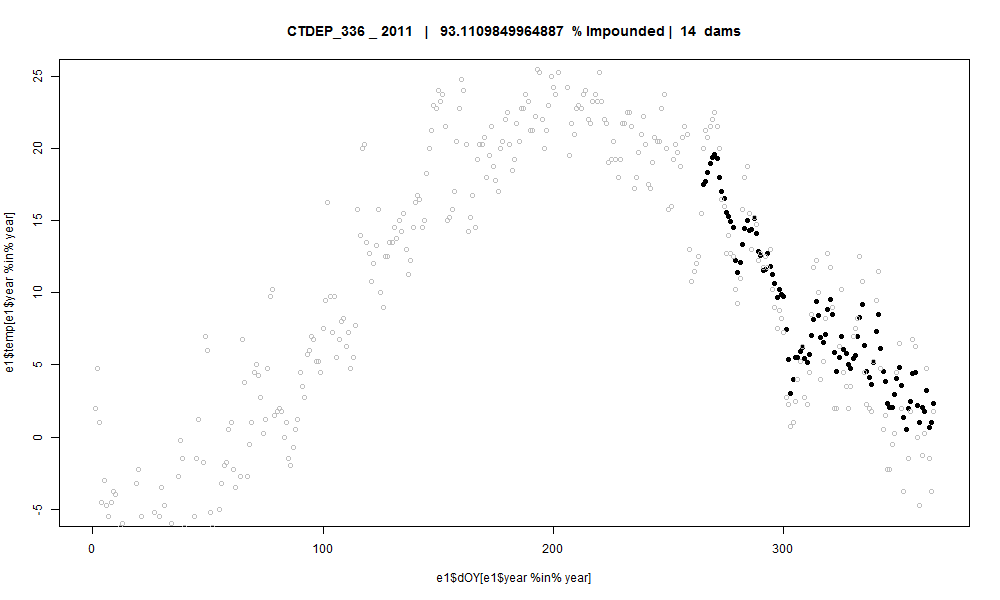 CTDEP_336 _ 2011 | 93.1109849964887 % Impounded | 14 dams
e1$temp[e1$year %in% year]
25
20
15
10
5
0
-5
0 100 200 300
e1$dOY[e1$year %in% year]